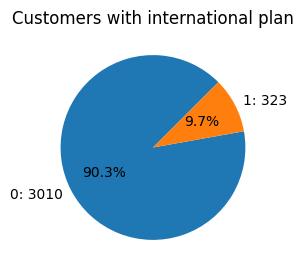 Customers with international plan
1: 323
9.7%
90.3%
0: 3010